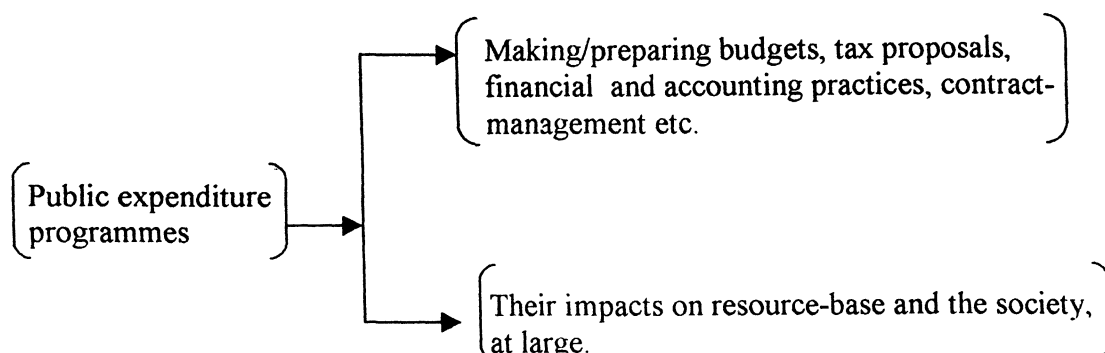 Making/preparing budgets, tax proposals,
financial and accounting practices, contract-
management etc.
Public expenditure
programmes
Their impacts on resource-base and the society,
at large.